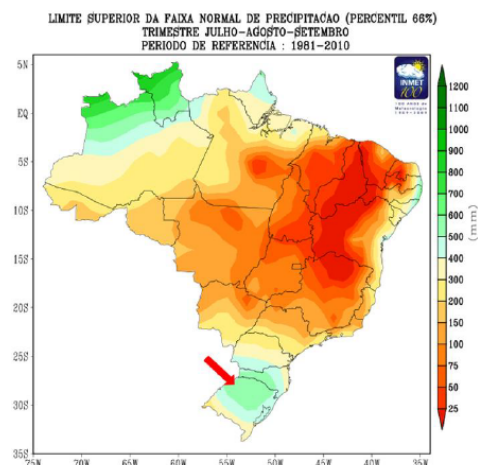 LIMITE SUPERIOR DA FAIXA NORMAL DE PRECIPITACAO (PERCENTIL 66%)
TRIMESTRE JULHO-AGOSTO-SETEMBRO
PERIODO DE REFERENCIA : 1981-2010
INMET
100
5N
EQ
5S
10S
15S
20S
25S
30S
35S
75W
70W
65W
60W
55W
50W
45W
40W
35W
1200
1100
1000
900
800
700
600
500
400
300
200
150
100
75
50
25
(mm)